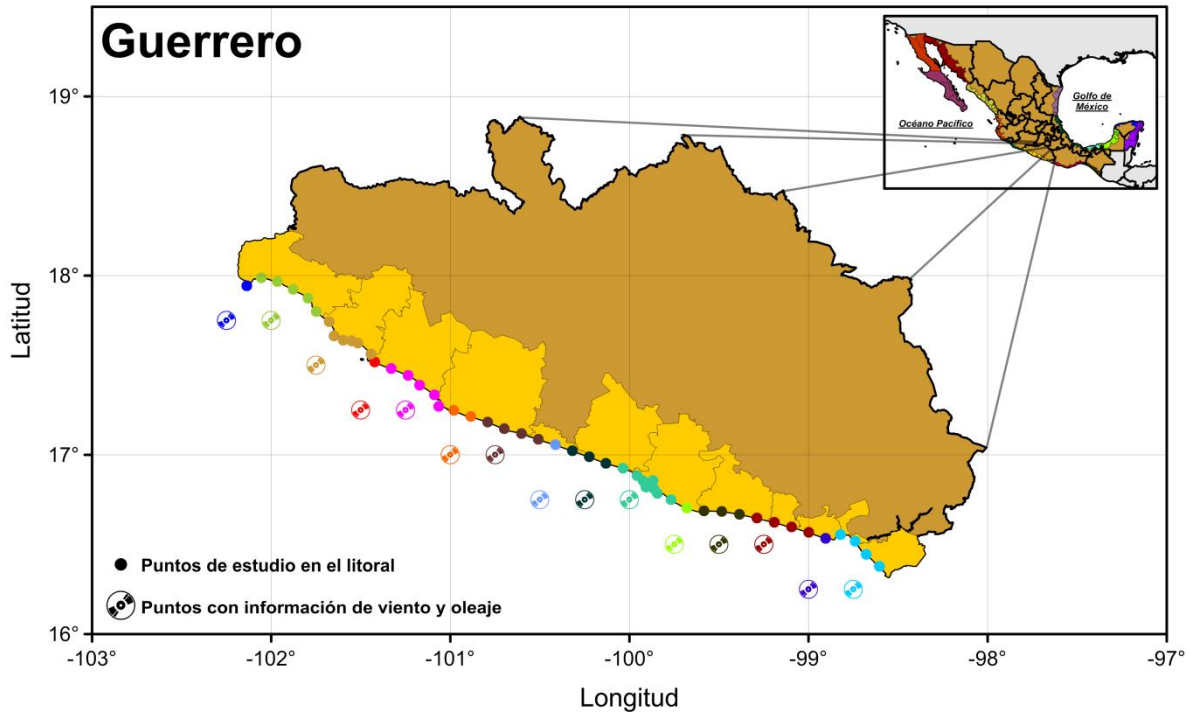 Guerrero
Golfo de
México
Océano Pacífico
19°
18°
17°
16°
Latitud
Puntos de estudio en el litoral
Puntos con información de viento y oleaje
-103°
-102°
-101°
-100°
-99°
-98°
-97°
Longitud